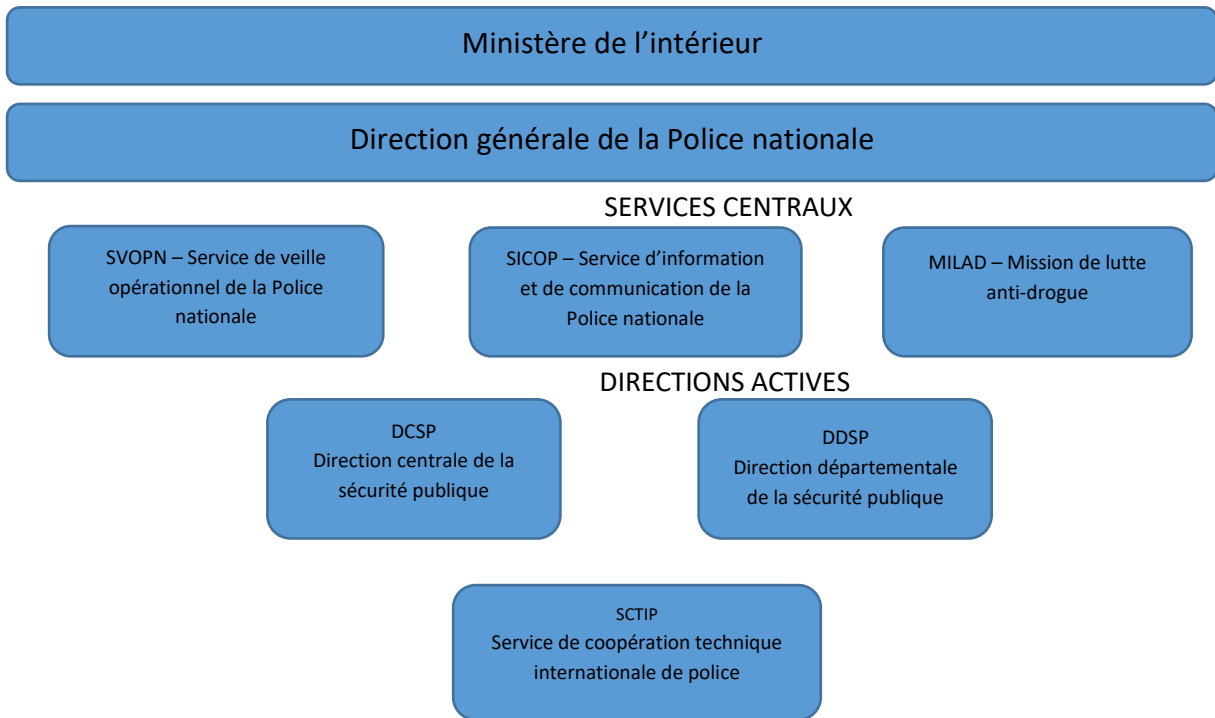 Ministère de l’intérieur
Direction générale de la Police nationale
SERVICES CENTRAUX
SVOPN – Service de veille
opérationnel de la Police
nationale
SICOP – Service d’information
et de communication de la
Police nationale
MILAD – Mission de lutte
anti-drogue
DIRECTIONS ACTIVES
DCSP
Direction centrale de la
sécurité publique
DDSP
Direction départementale
de la sécurité publique
SCTIP
Service de coopération technique
internationale de police